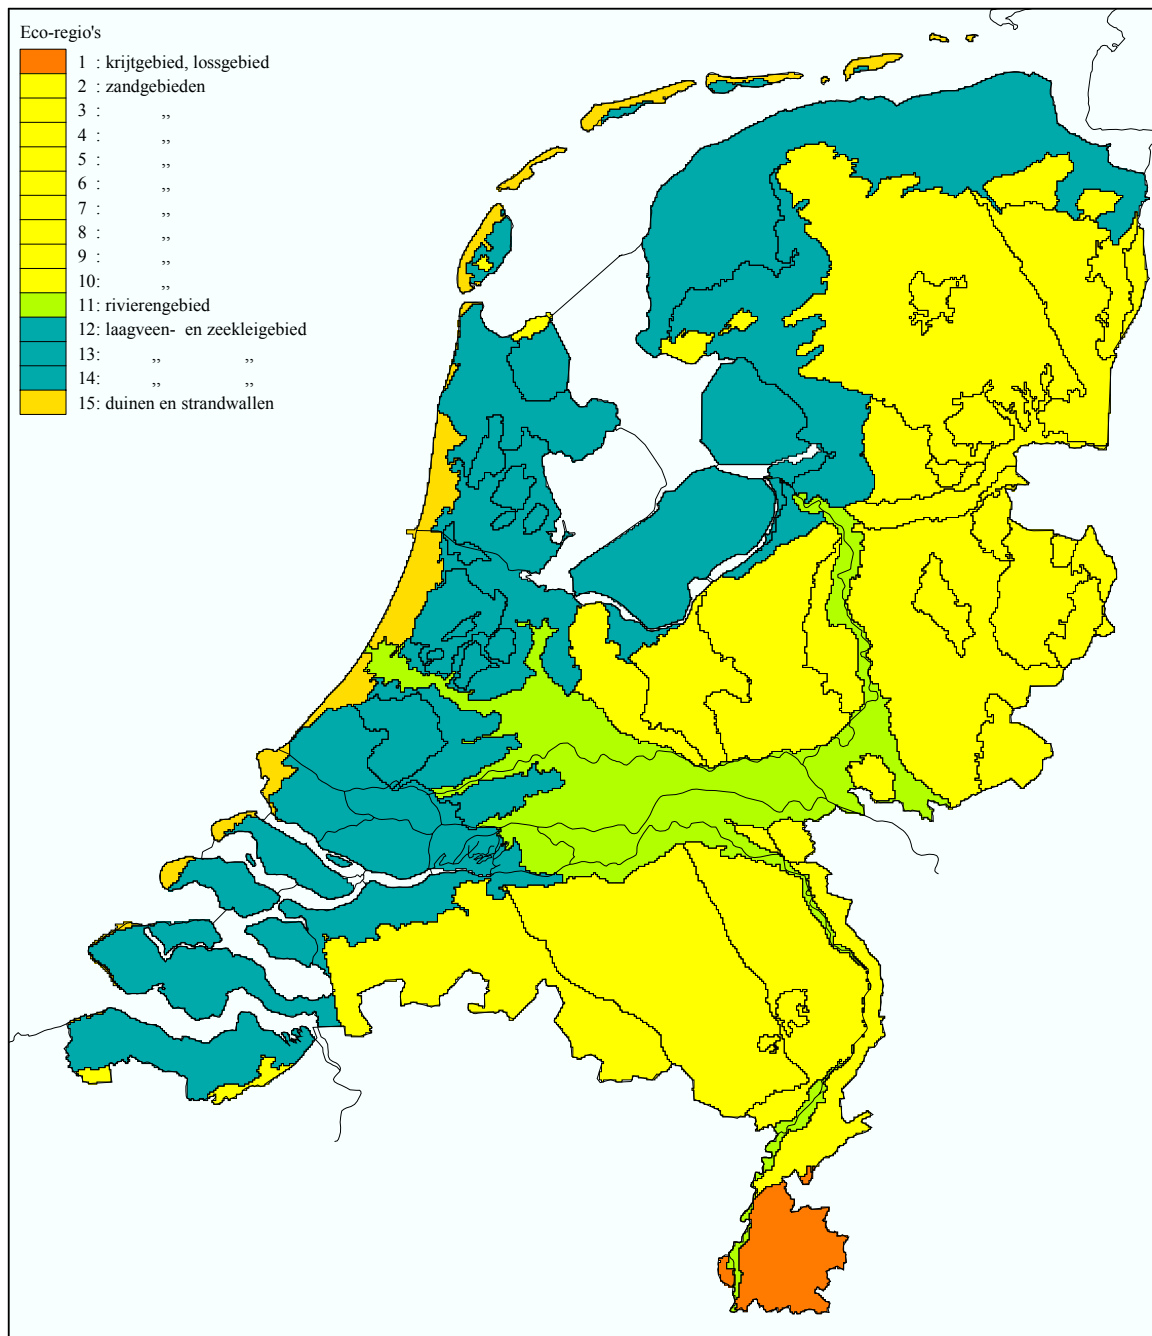 Eco-regio's
1 : krijtgebied, lossgebied
2 : zandgebieden
3 : ,,
4 : ,,
5 : ,,
6 : ,,
7 : ,,
8 : ,,
9 : ,,
10: ,,
11: rivierengebied
12: laagveen- en zeekleigebied
13: ,, ,,
14: ,, ,,
15: duinen en strandwallen